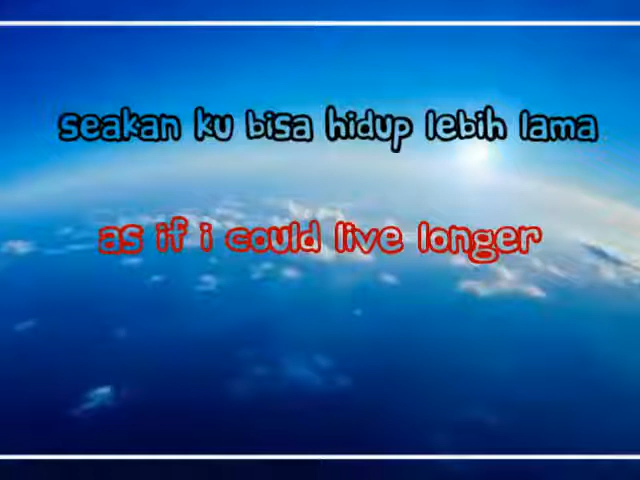 seakan ku bisa hidup lebih lama
as if i could live longer